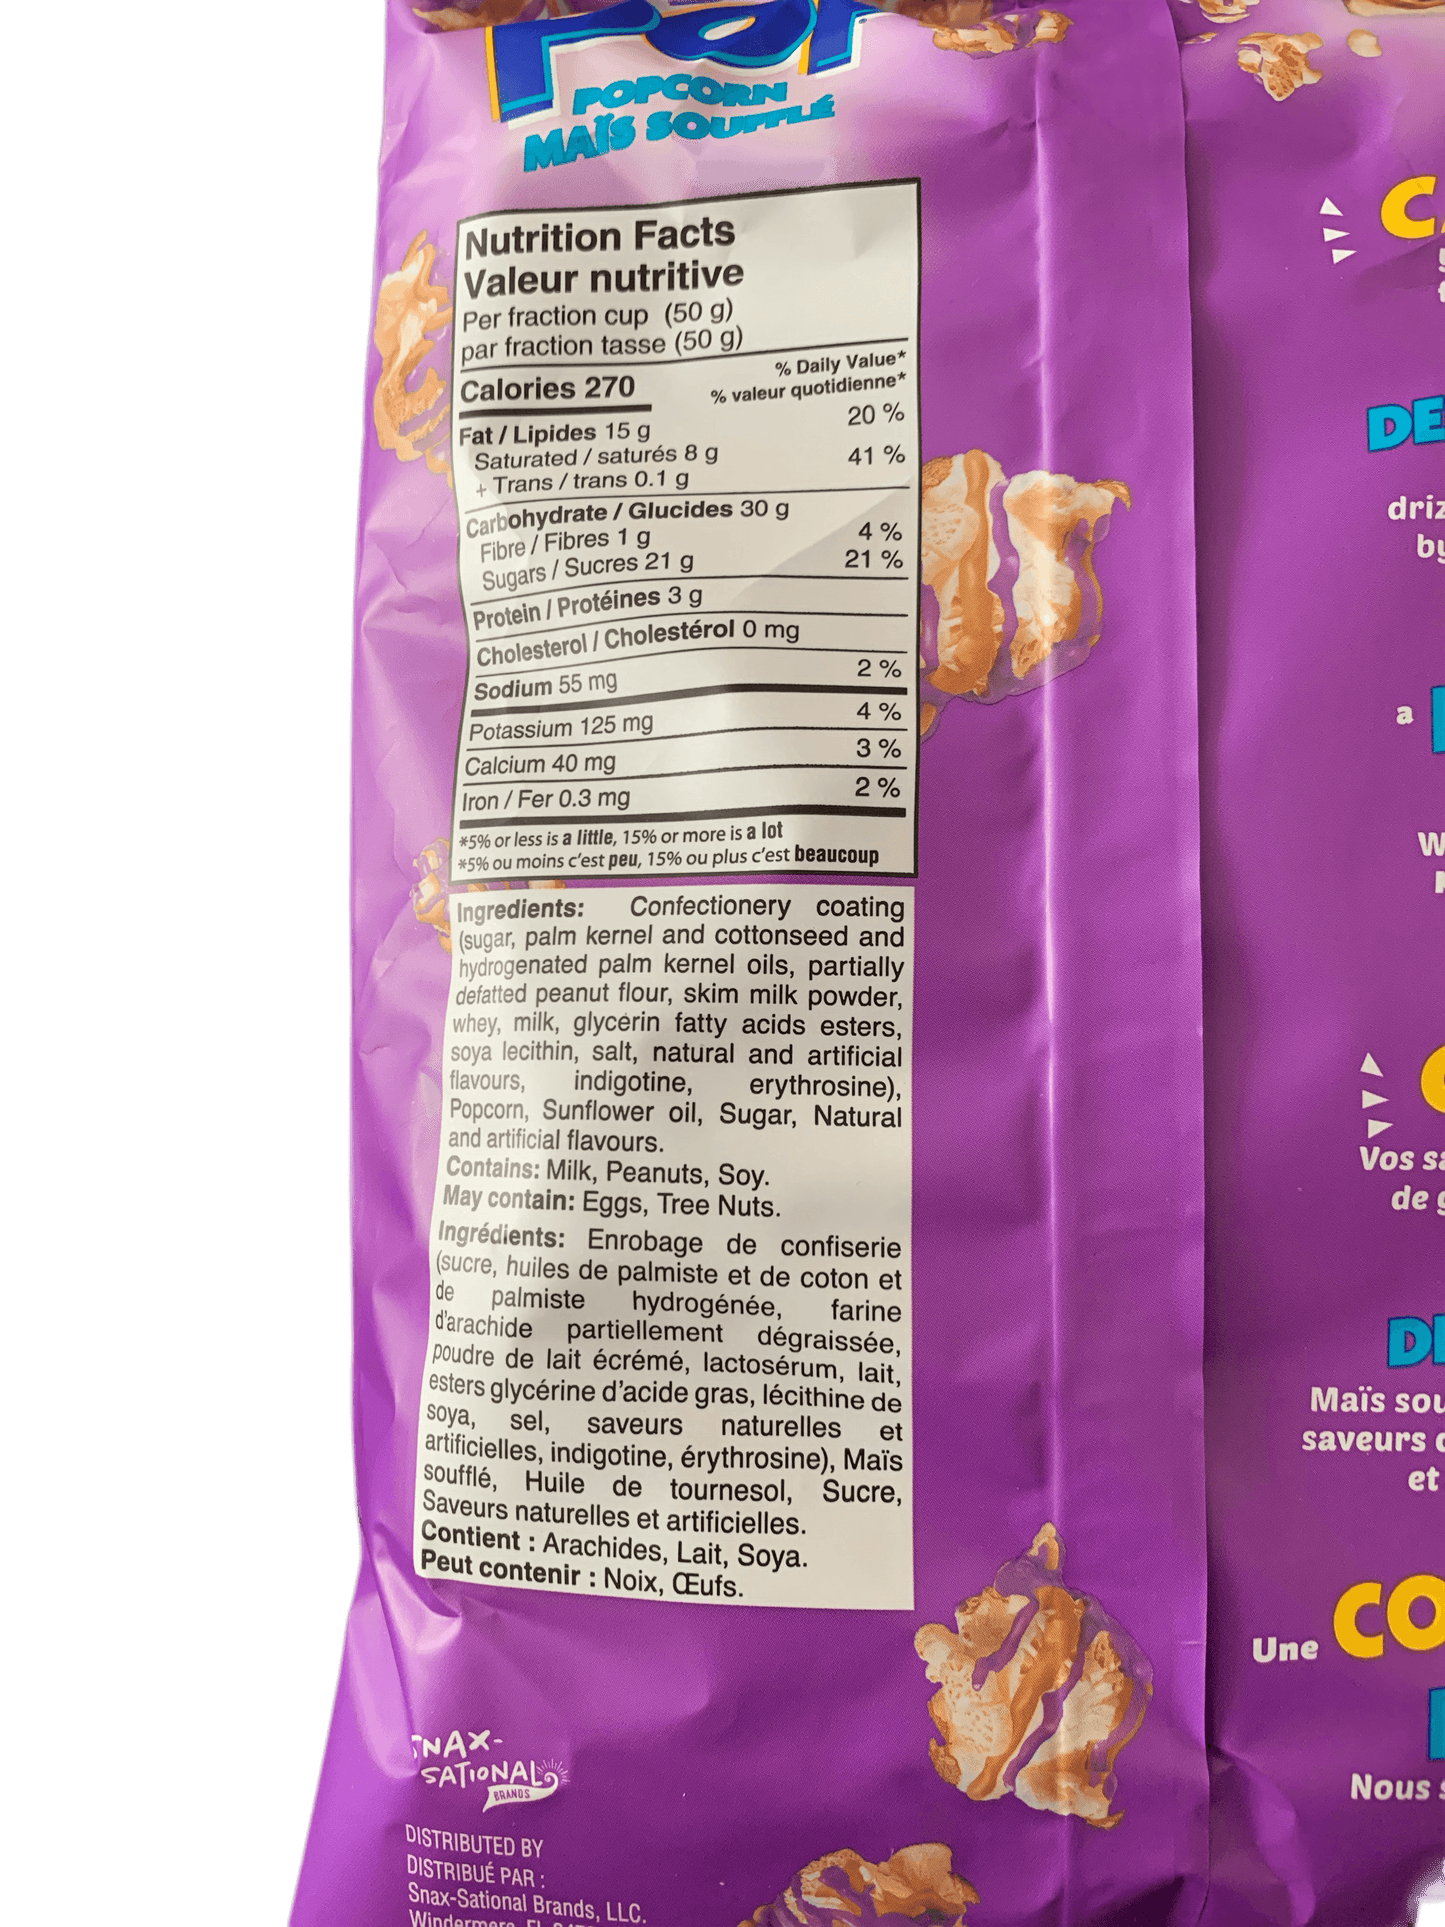 POPCORN
MAÏS SOUFFLÉ
Nutrition Facts
Valeur nutritive
Per fraction cup (50 g)
par fraction tasse (50 g)
% Daily Value*
% valeur quotidienne*
Calories 270
Fat / Lipides 15 g 20 %
Saturated / saturés 8 g
+ Trans / trans 0.1 g 41 %
Carbohydrate / Glucides 30 g
Fibre / Fibres 1 g 4 %
Sugars / Sucres 21 g 21 %
Protein / Protéines 3 g
Cholesterol / Cholestérol 0 mg
Sodium 55 mg 2 %
Potassium 125 mg 4 %
Calcium 40 mg 3 %
Iron / Fer 0.3 mg 2 %
*5% or less is a little, 15% or more is a lot
*5% ou moins c'est peu, 15% ou plus c'est beaucoup
Ingredients: Confectionery coating
(sugar, palm kernel and cottonseed and
hydrogenated palm kernel oils, partially
defatted peanut flour, skim milk powder,
whey, milk, glycerin fatty acids esters,
soya lecithin, salt, natural and artificial
flavours, indigotine, erythrosine),
Popcorn, Sunflower oil, Sugar, Natural
and artificial flavours.
Contains: Milk, Peanuts, Soy.
May contain: Eggs, Tree Nuts.
Ingrédients: Enrobage de confiserie
(sucre, huiles de palmiste et de coton et
de palmiste hydrogénée, farine
d'arachide partiellement dégraissée,
poudre de lait écrémé, lactosérum, lait,
esters glycérine d'acide gras, lécithine de
soya, sel, saveurs naturelles et
artificielles, indigotine, érythrosine), Maïs
soufflé, Huile de tournesol, Sucre,
Saveurs naturelles et artificielles.
Contient : Arachides, Lait, Soya.
Peut contenir : Noix, Œufs.
SNAX-
SATIONAL
BRANDS
DISTRIBUTED BY
DISTRIBUÉ PAR :
Snax-Sational Brands, LLC.
Windermere FL
DE
driz
a
Vos
de
Maïs sou
saveurs
et
Une CO
Nous